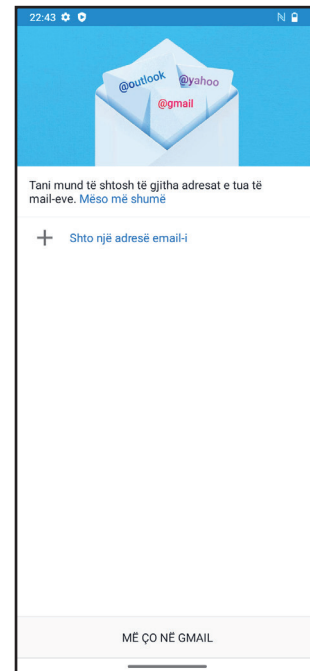 22:43
@outlook @yahoo
@gmail
Tani mund të shtosh të gjitha adresat e tua të
mail-eve. Mëso më shumë
Shto një adresë email-i
MË ÇO NË GMAIL